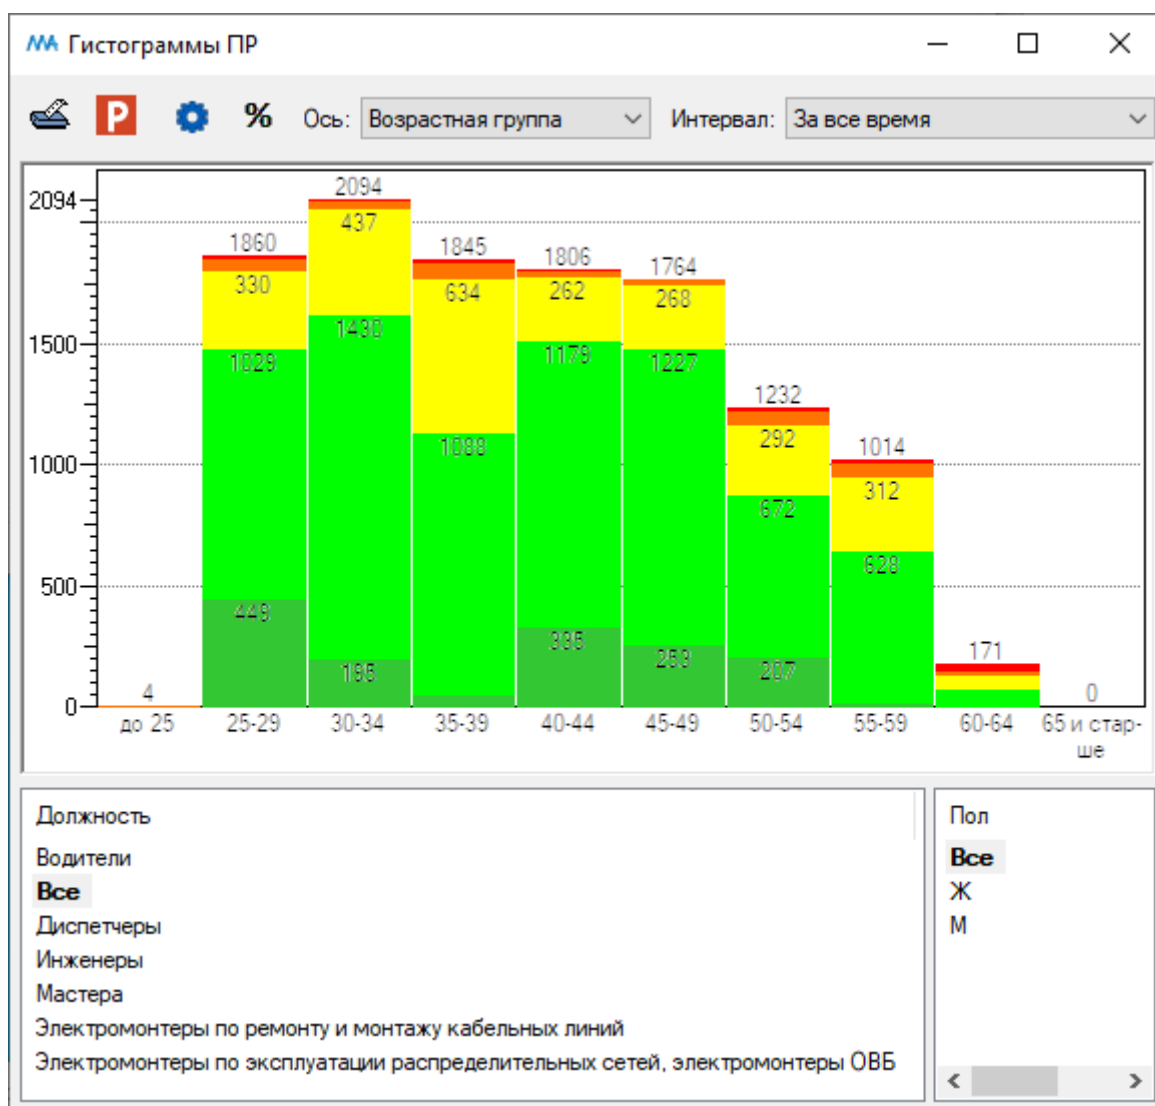 Гистограммы ПР
% Ось: Возрастная группа Интервал: За все время
2094
1500
1000
500
0
4
1860
330
1029
449
2094
437
1430
195
1845
634
1088
1806
262
1179
335
1764
268
1227
253
1232
292
672
207
1014
312
628
171
0
до 25 25-29 30-34 35-39 40-44 45-49 50-54 55-59 60-64 65 и стар-
ше
Должность
Водители
Все
Диспетчеры
Инженеры
Мастера
Электромонтеры по ремонту и монтажу кабельных линий
Электромонтеры по эксплуатации распределительных сетей, электромонтеры ОВБ
Пол
Все
Ж
М